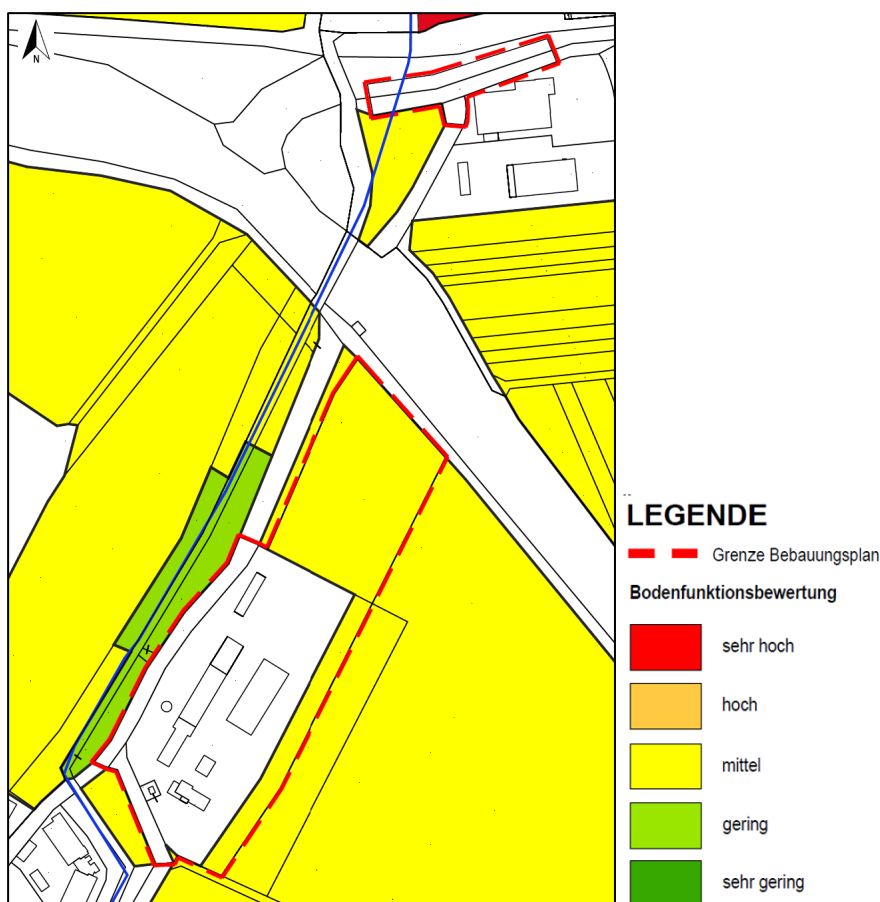 N
LEGENDE
Grenze Bebauungsplan
Bodenfunktionsbewertung
sehr hoch
hoch
mittel
gering
sehr gering